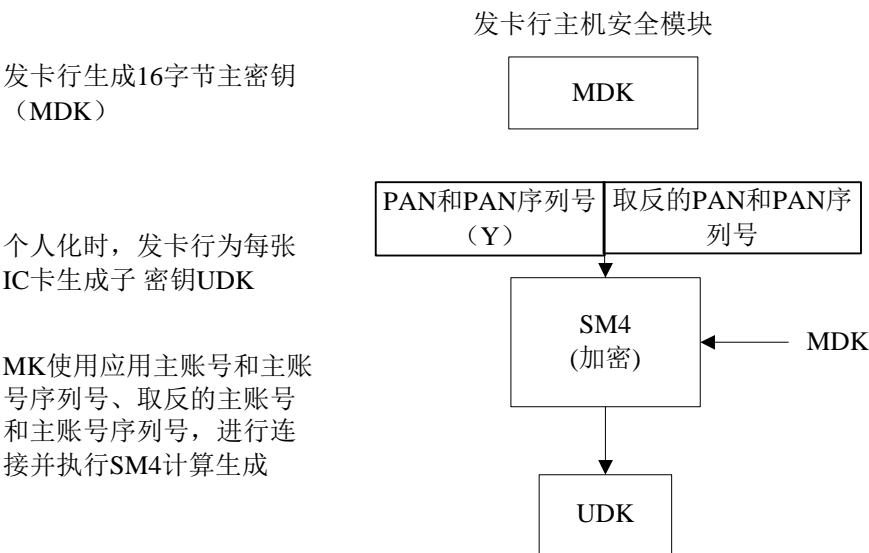 发卡行主机安全模块
发卡行生成16字节主密钥
（MDK）
MDK
PAN和PAN序列号
（Y）
取反的PAN和PAN序
列号
个人化时，发卡行为每张
IC卡生成子 密钥UDK
SM4
(加密)
MDK
MK使用应用主账号和主账
号序列号、取反的主账号
和主账号序列号，进行连
接并执行SM4计算生成
UDK